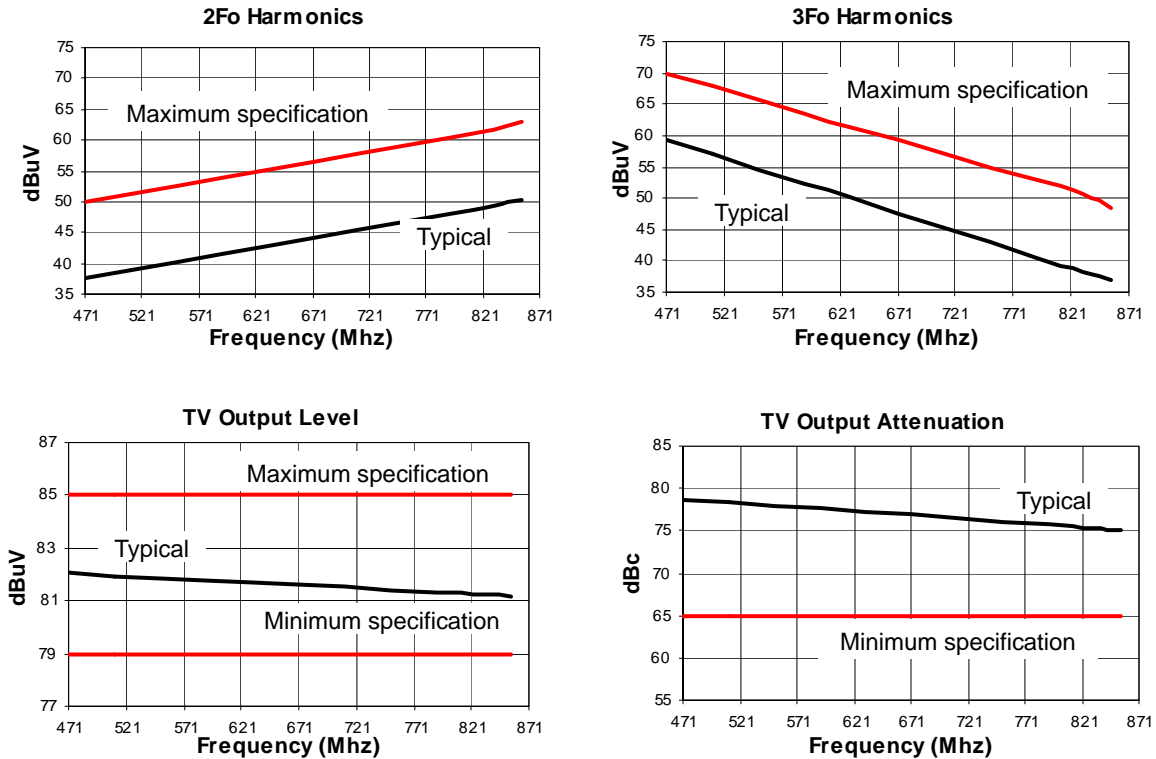 2Fo Harmonics
75
70
65
60
55
50
45
40
35
dBuV
Maximum specification
Typical
471 521 571 621 671 721 771 821 871
Frequency (Mhz)
3Fo Harmonics
75
70
65
60
55
50
45
40
35
dBuV
Maximum specification
Typical
471 521 571 621 671 721 771 821 871
Frequency (Mhz)
TV Output Level
87
85
83
81
79
77
dBuV
Maximum specification
Typical
Minimum specification
471 521 571 621 671 721 771 821 871
Frequency (Mhz)
TV Output Attenuation
85
80
75
70
65
60
55
dBc
Typical
Minimum specification
471 521 571 621 671 721 771 821 871
Frequency (Mhz)